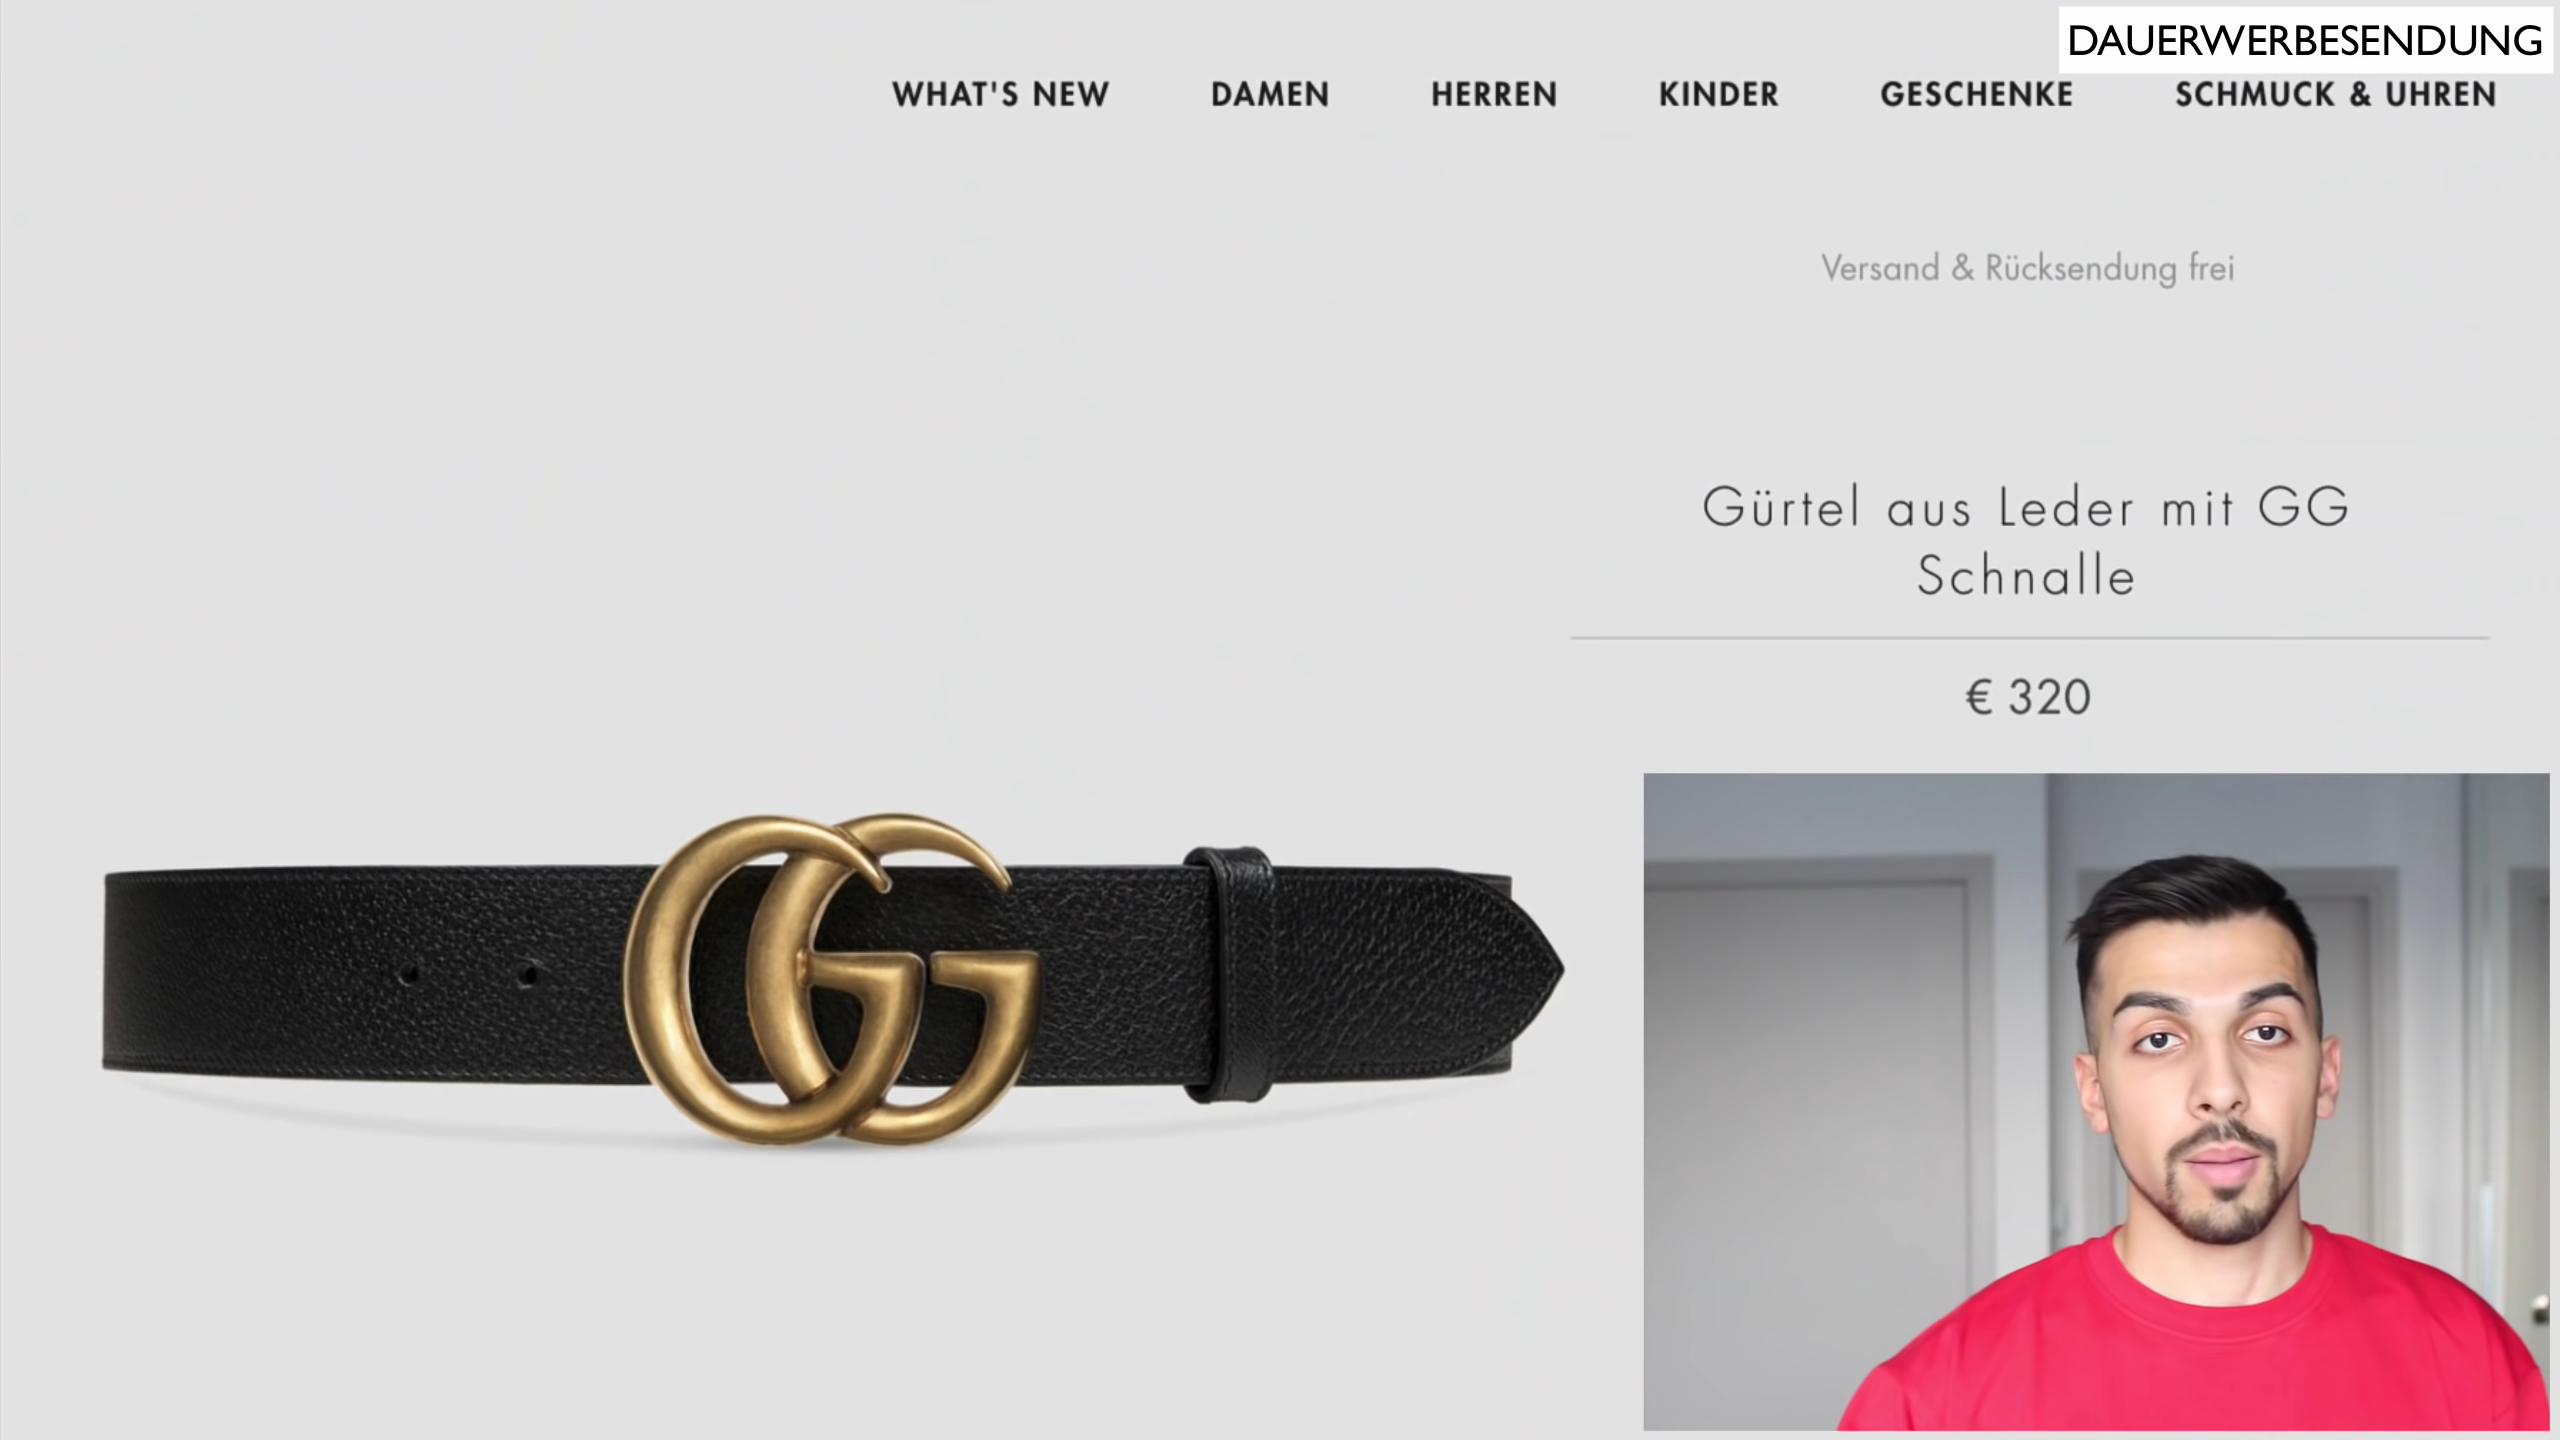 DAUERWERBESENDUNG
WHAT'S NEW DAMEN HERREN KINDER GESCHENKE SCHMUCK & UHREN
Versand & Rücksendung frei
Gürtel aus Leder mit GG
Schnalle
€ 320